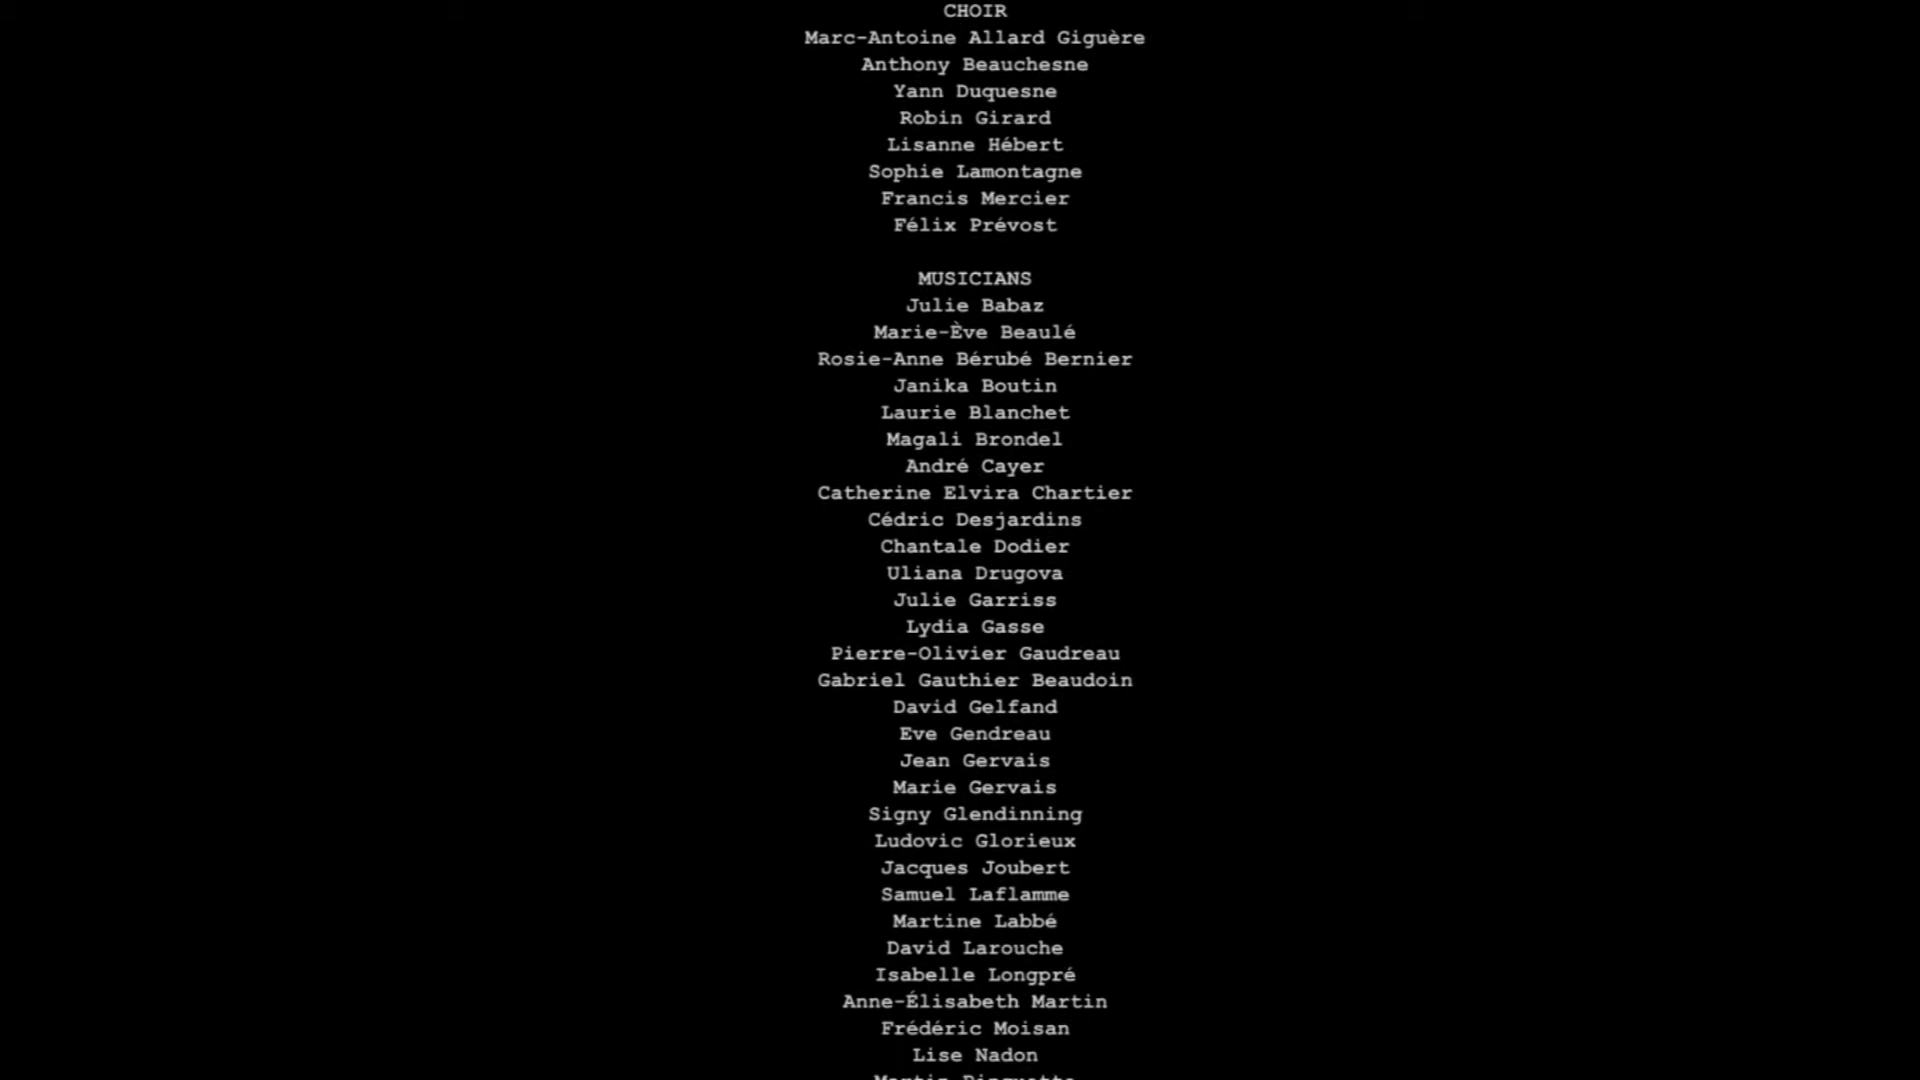 CHOIR
Marc-Antoine Allard Giguère
Anthony Beauchesne
Yann Duquesne
Robin Girard
Lisanne Hébert
Sophie Lamontagne
Francis Mercier
Félix Prévost
MUSICIANS
Julie Babaz
Marie-Ève Beaulé
Rosie-Anne Bérubé Bernier
Janika Boutin
Laurie Blanchet
Magali Brondel
André Cayer
Catherine Elvira Chartier
Cédric Desjardins
Chantale Dodier
Uliana Drugova
Julie Garriss
Lydia Gasse
Pierre-Olivier Gaudreau
Gabriel Gauthier Beaudoin
David Gelfand
Eve Gendreau
Jean Gervais
Marie Gervais
Signy Glendinning
Ludovic Glorieux
Jacques Joubert
Samuel Laflamme
Martine Labbé
David Larouche
Isabelle Longpré
Anne-Élisabeth Martin
Frédéric Moisan
Lise Nadon